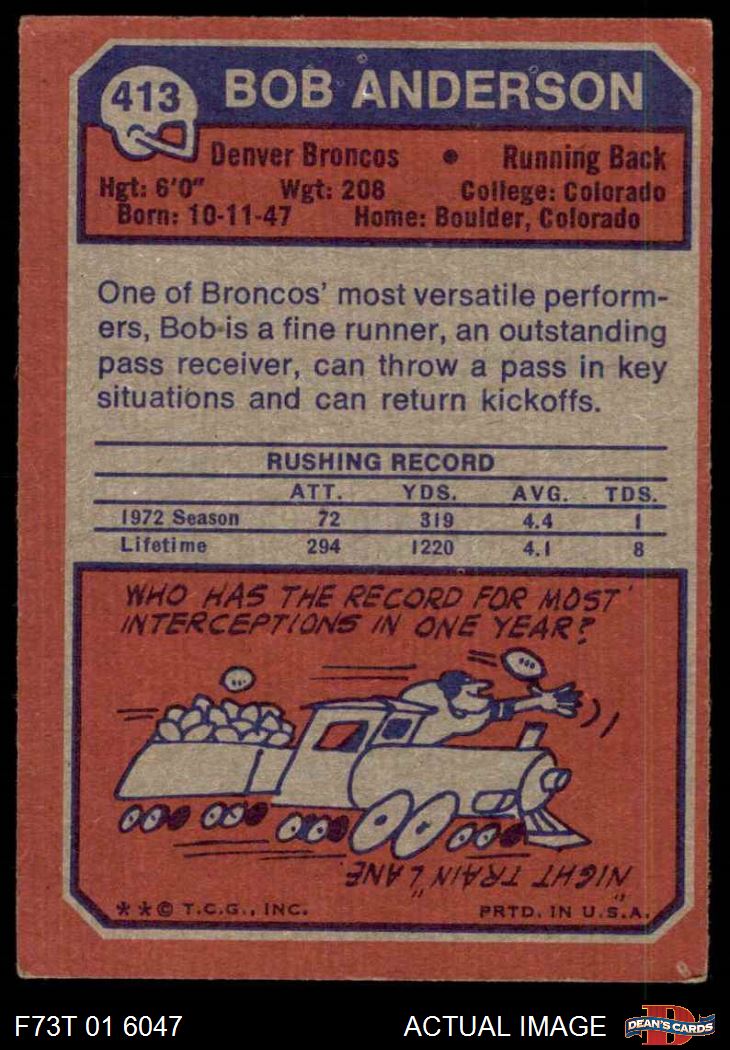 413 BOB ANDERSON
Denver Broncos • Running Back
Hgt: 6'0" Wgt: 208 College: Colorado
Born: 10-11-47 Home: Boulder, Colorado
One of Broncos' most versatile perform-
ers, Bob is a fine runner, an outstanding
pass receiver, can throw a pass in key
situations and can return kickoffs.
RUSHING RECORD
ATT. YDS. AVG. TDS.
1972 Season 72 319 4.4 1
Lifetime 294 1220 4.1 8
WHO HAS THE RECORD FOR MOST
INTERCEPTIONS IN ONE YEAR?
"NIGHT TRAIN" LANE
**© T.C.G., INC. PRTD. IN U.S.A.
F73T 01 6047 ACTUAL IMAGE D DEAN'S CARDS